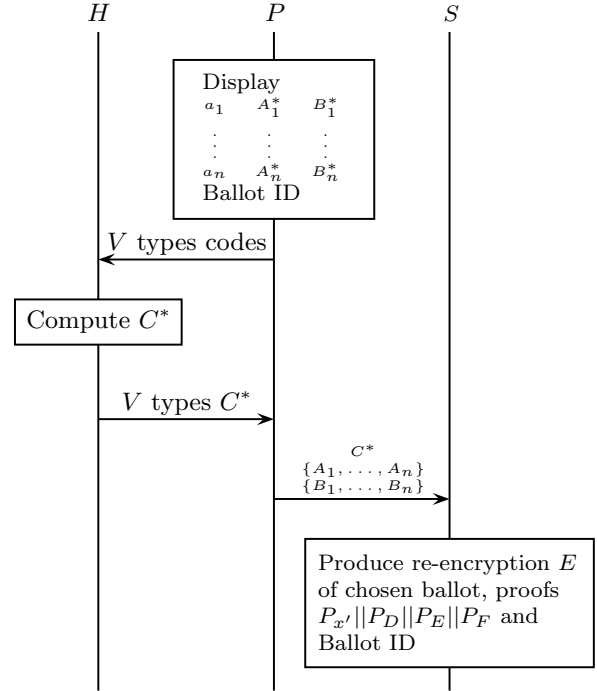 H P S
Display
a_1 A_1^* B_1^*
. . .
. . .
. . .
a_n A_n^* B_n^*
Ballot ID
V types codes
Compute C^*
V types C^*
C^*
{A_1, . . . , A_n}
{B_1, . . . , B_n}
Produce re-encryption E
of chosen ballot, proofs
P_{x'}||P_D||P_E||P_F and
Ballot ID